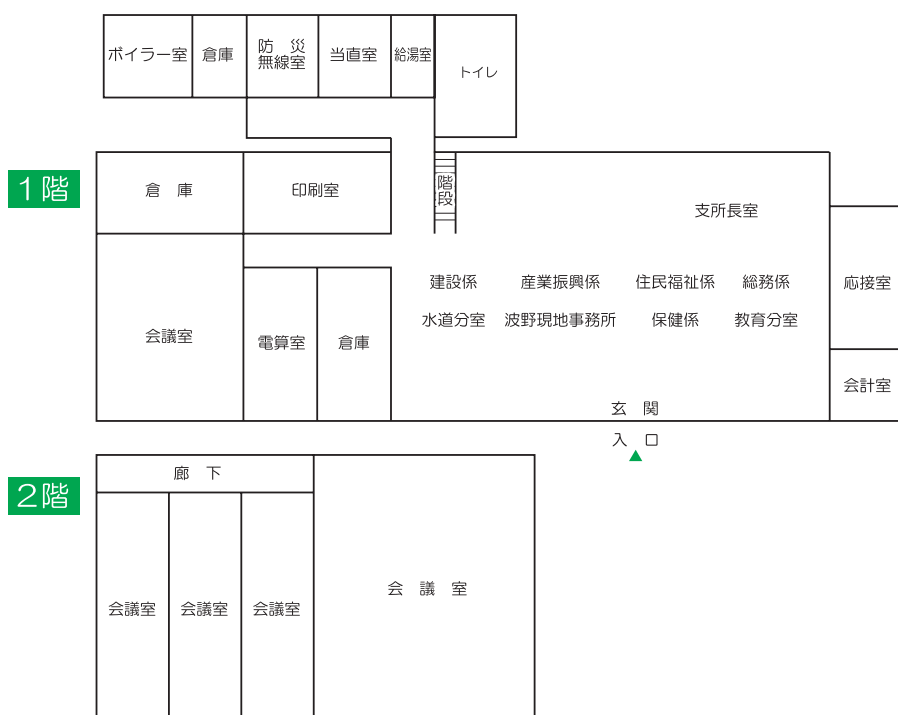 ボイラー室
倉庫
防 災
無線室
当直室
給湯室
トイレ
1階
倉 庫
印刷室
階
段
支所長室
建設係
産業振興係
住民福祉係
総務係
応接室
水道分室
波野現地事務所
保健係
教育分室
会議室
電算室
倉庫
会計室
玄 関
入 口
2階
廊 下
会 議 室
会議室
会議室
会議室